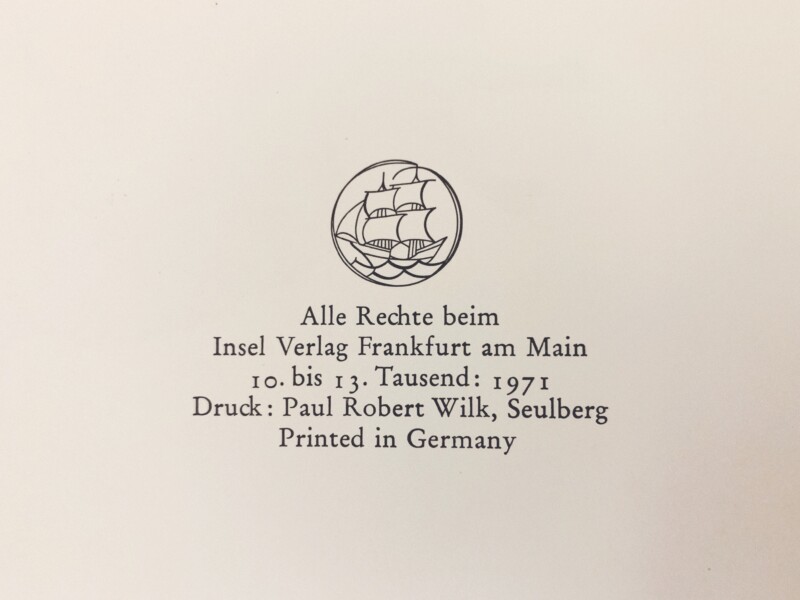 Alle Rechte beim
Insel Verlag Frankfurt am Main
10. bis 13. Tausend: 1971
Druck: Paul Robert Wilk, Seulberg
Printed in Germany